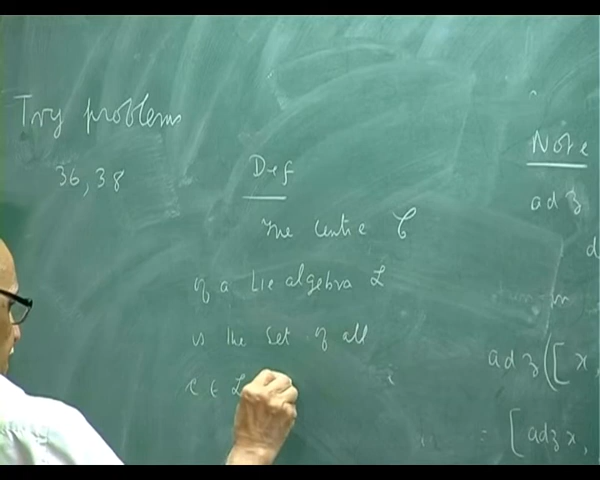 Try problems
36, 38
Def
The centre C
of a Lie algebra L
is the set of all
c ∈ L
Note
ad z
d
ad z ([x,
= [ad z x,